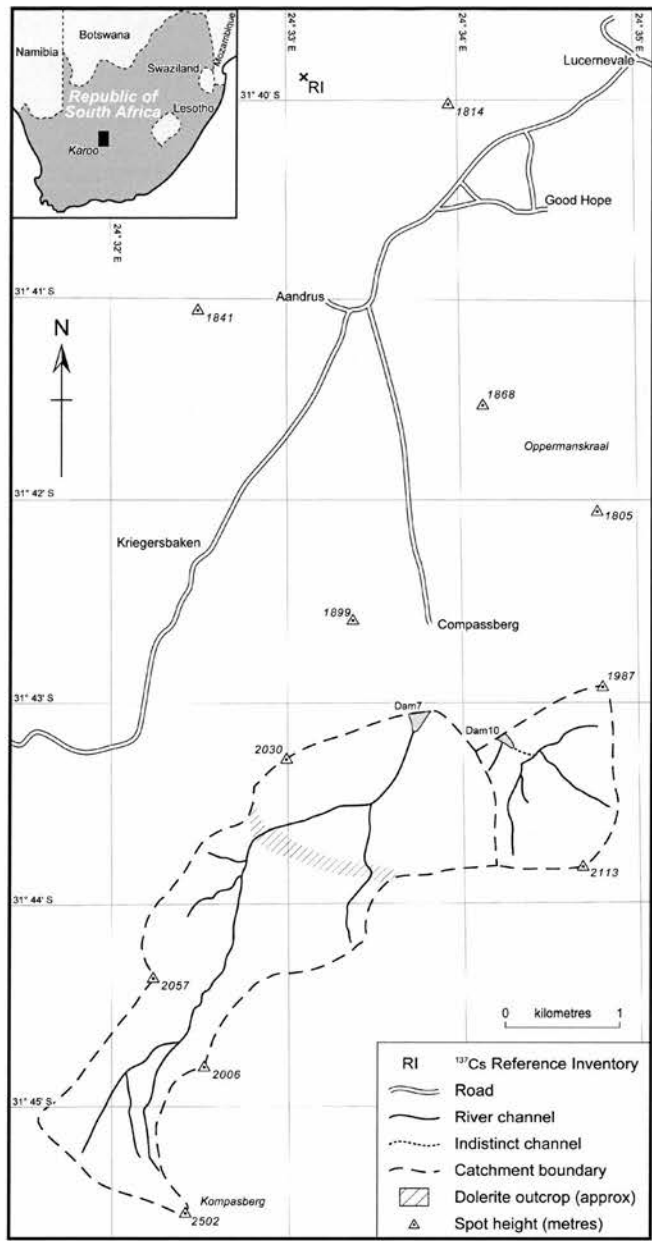 Namibia
Botswana
Mozambique
Swaziland
Republic of
South Africa
Lesotho
Karoo
24° 32' E
24° 33' E
24° 34' E
24° 35' E
Lucernevale
RI
31° 40' S
1814
Good Hope
31° 41' S
Aandrus
1841
N
1868
Oppermanskraal
31° 42' S
1805
Kriegersbaken
1899
Compassberg
1987
31° 43' S
Dam7
Dam10
2030
2113
31° 44' S
2057
0 kilometres 1
2006
31° 45' S
Kompasberg
2502
RI ¹³⁷Cs Reference Inventory
Road
River channel
Indistinct channel
Catchment boundary
Dolerite outcrop (approx)
Spot height (metres)